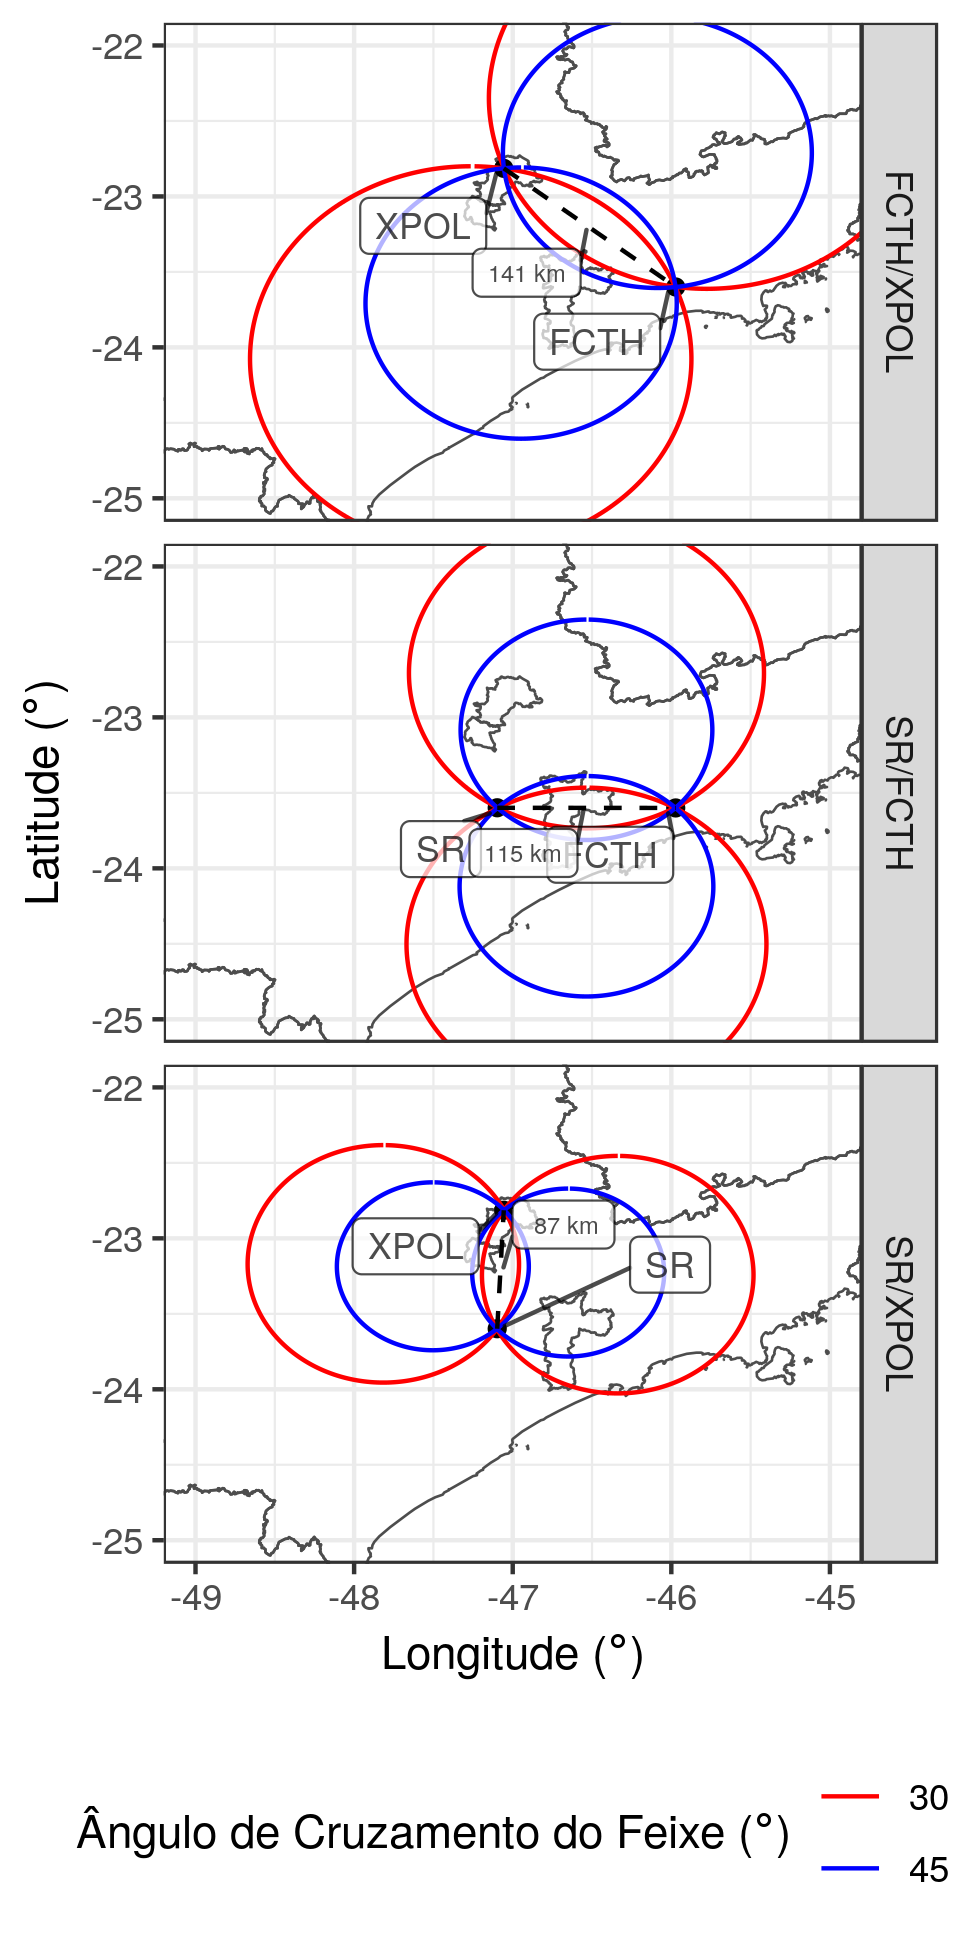 -22
-23
-24
-25
XPOL
141 km
FCTH
FCTH/XPOL
-22
-23
-24
-25
SR
115 km
FCTH
SR/FCTH
-22
-23
-24
-25
XPOL
87 km
SR
SR/XPOL
-49
-48
-47
-46
-45
Latitude (°)
Longitude (°)
Ângulo de Cruzamento do Feixe (°)
30
45